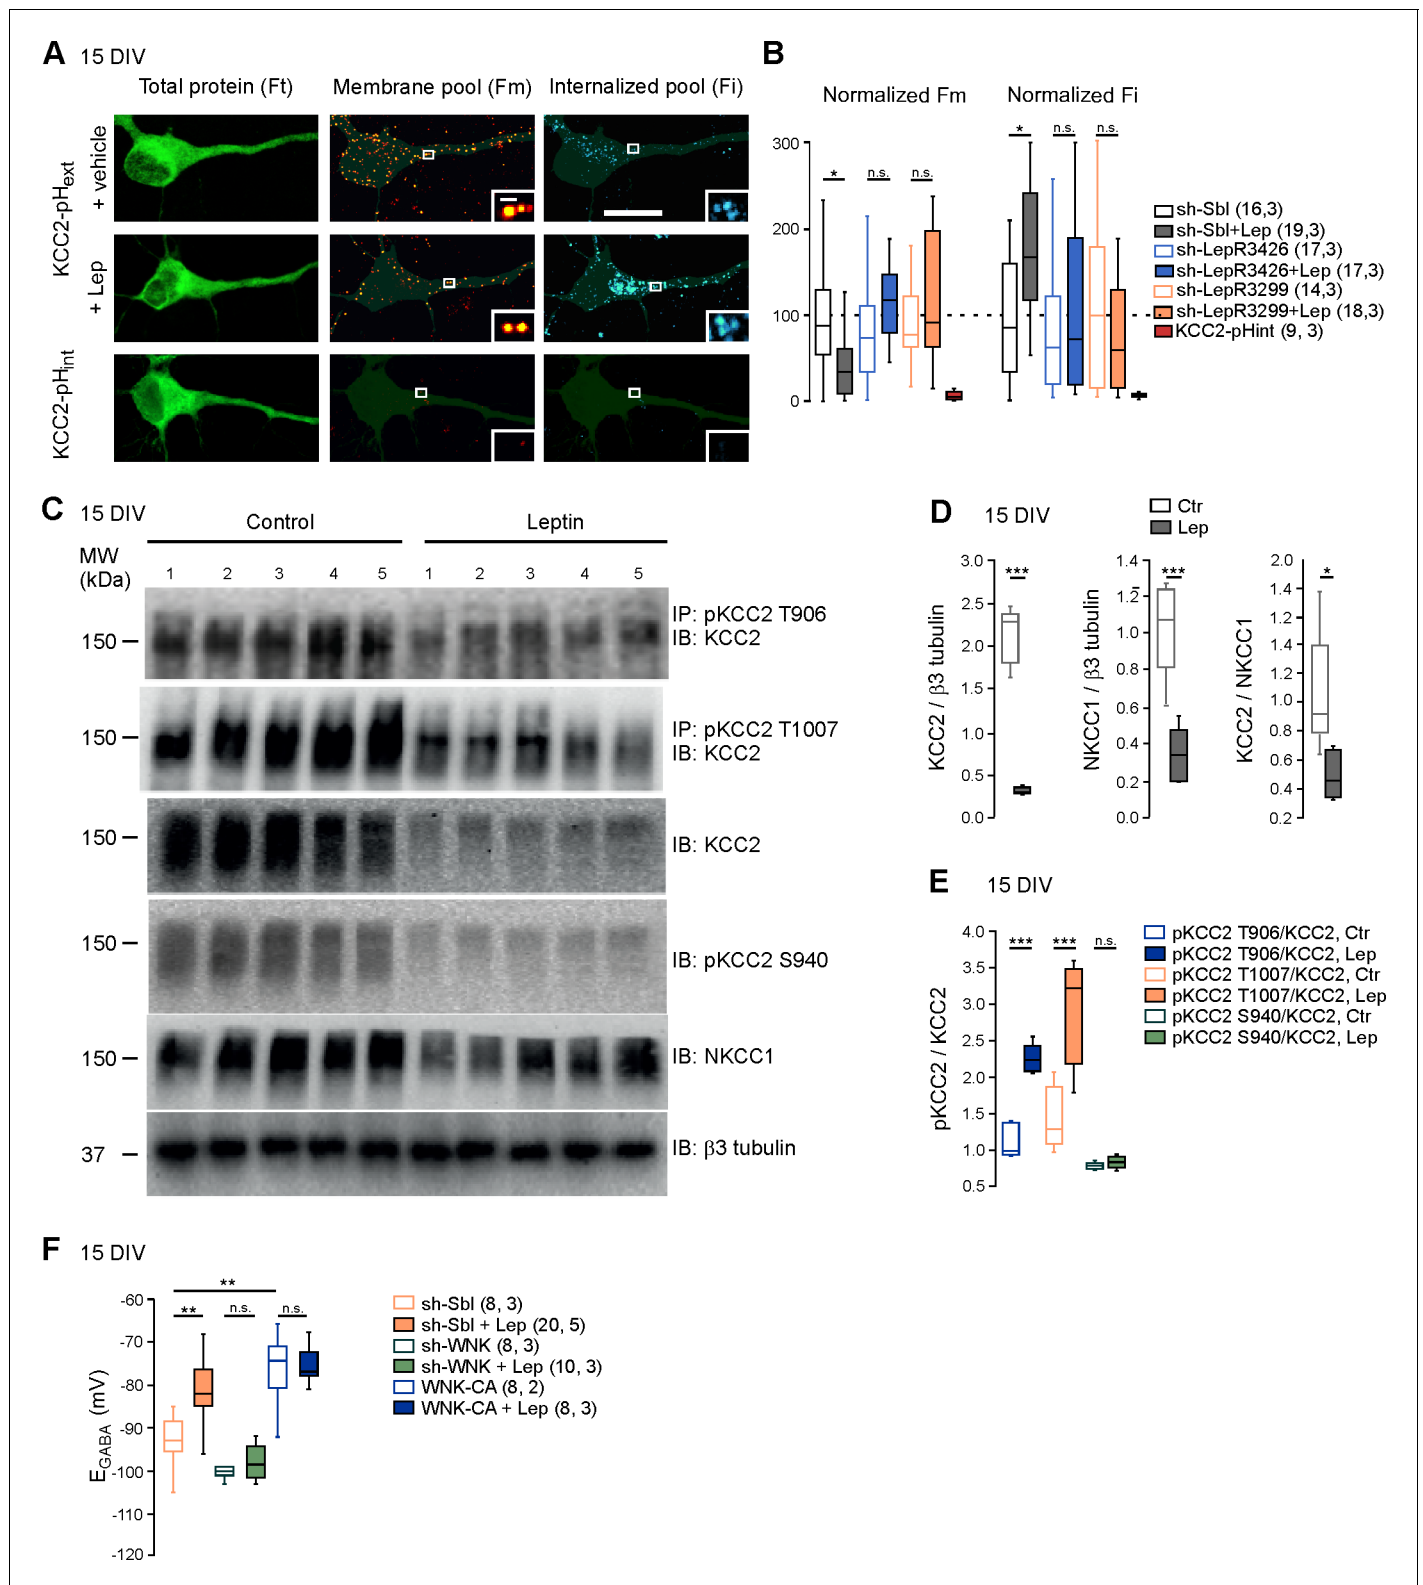 A 15 DIV
Total protein (Ft)
Membrane pool (Fm)
Internalized pool (Fi)
KCC2-pHext
+ vehicle
+ Lep
KCC2-pHint
B
Normalized Fm
Normalized Fi
300
200
100
0
*
n.s.
n.s.
*
n.s.
n.s.
sh-Sbl (16,3)
sh-Sbl+Lep (19,3)
sh-LepR3426 (17,3)
sh-LepR3426+Lep (17,3)
sh-LepR3299 (14,3)
sh-LepR3299+Lep (18,3)
KCC2-pHint (9, 3)
C 15 DIV
Control
Leptin
MW
(kDa)
1 2 3 4 5 1 2 3 4 5
150
IP: pKCC2 T906
IB: KCC2
150
IP: pKCC2 T1007
IB: KCC2
150
IB: KCC2
150
IB: pKCC2 S940
150
IB: NKCC1
37
IB: β3 tubulin
D 15 DIV
Ctr
Lep
KCC2 / β3 tubulin
3.0
2.5
2.0
1.5
1.0
0.5
0.0
***
NKCC1 / β3 tubulin
1.4
1.2
1.0
0.8
0.6
0.4
0.2
0.0
***
KCC2 / NKCC1
2.0
1.4
1.2
1.0
0.8
0.6
0.4
0.2
*
E 15 DIV
pKCC2 / KCC2
4.0
3.5
3.0
2.5
2.0
1.5
1.0
0.5
***
***
n.s.
pKCC2 T906/KCC2, Ctr
pKCC2 T906/KCC2, Lep
pKCC2 T1007/KCC2, Ctr
pKCC2 T1007/KCC2, Lep
pKCC2 S940/KCC2, Ctr
pKCC2 S940/KCC2, Lep
F 15 DIV
EGABA (mV)
-60
-70
-80
-90
-100
-110
-120
**
**
n.s.
n.s.
sh-Sbl (8, 3)
sh-Sbl + Lep (20, 5)
sh-WNK (8, 3)
sh-WNK + Lep (10, 3)
WNK-CA (8, 2)
WNK-CA + Lep (8, 3)